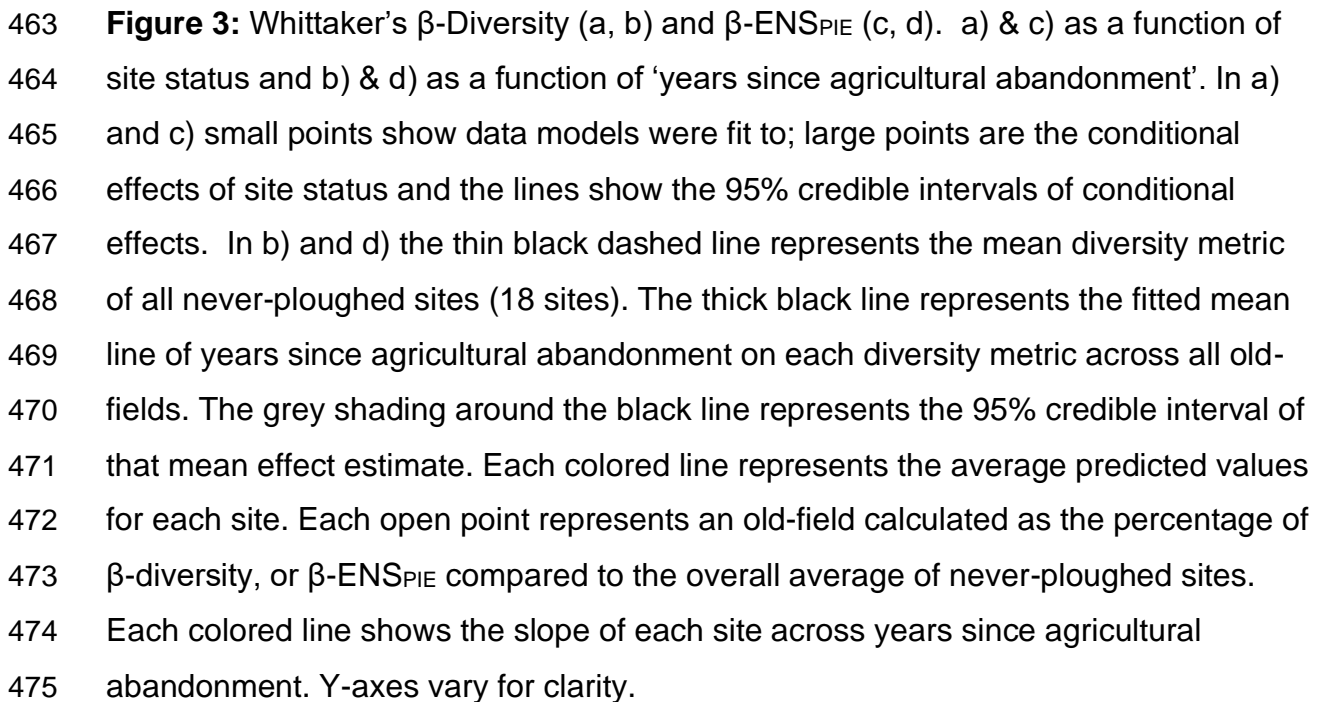 463 Figure 3: Whittaker's β-Diversity (a, b) and β-ENSPIE (c, d).  a) & c) as a function of
464 site status and b) & d) as a function of 'years since agricultural abandonment'. In a)
465 and c) small points show data models were fit to; large points are the conditional
466 effects of site status and the lines show the 95% credible intervals of conditional
467 effects.  In b) and d) the thin black dashed line represents the mean diversity metric
468 of all never-ploughed sites (18 sites). The thick black line represents the fitted mean
469 line of years since agricultural abandonment on each diversity metric across all old-
470 fields. The grey shading around the black line represents the 95% credible interval of
471 that mean effect estimate. Each colored line represents the average predicted values
472 for each site. Each open point represents an old-field calculated as the percentage of
473 β-diversity, or β-ENSPIE compared to the overall average of never-ploughed sites.
474 Each colored line shows the slope of each site across years since agricultural
475 abandonment. Y-axes vary for clarity.